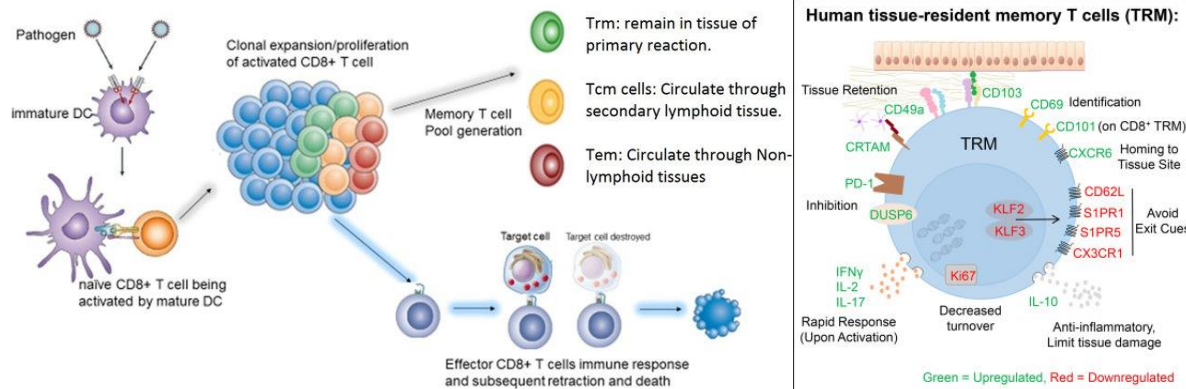 Pathogen
immature DC
naïve CD8+ T cell being
activated by mature DC
Clonal expansion/proliferation
of activated CD8+ T cell
Memory T cell
Pool generation
Trm: remain in tissue of
primary reaction.
Tcm cells: Circulate through
secondary lymphoid tissue.
Tem: Circulate through Non-
lymphoid tissues
Target cell
Target cell destroyed
Effector CD8+ T cells immune response
and subsequent retraction and death
Human tissue-resident memory T cells (TRM):
Tissue Retention
CD103
CD49a
CRTAM
CD69
Identification
CD101 (on CD8+ TRM)
TRM
CXCR6
Homing to
Tissue Site
PD-1
Inhibition
DUSP6
KLF2
KLF3
CD62L
S1PR1
S1PR5
CX3CR1
Avoid
Exit Cues
IFNγ
IL-2
IL-17
Rapid Response
(Upon Activation)
Ki67
Decreased
turnover
IL-10
Anti-inflammatory,
Limit tissue damage
Green = Upregulated, Red = Downregulated